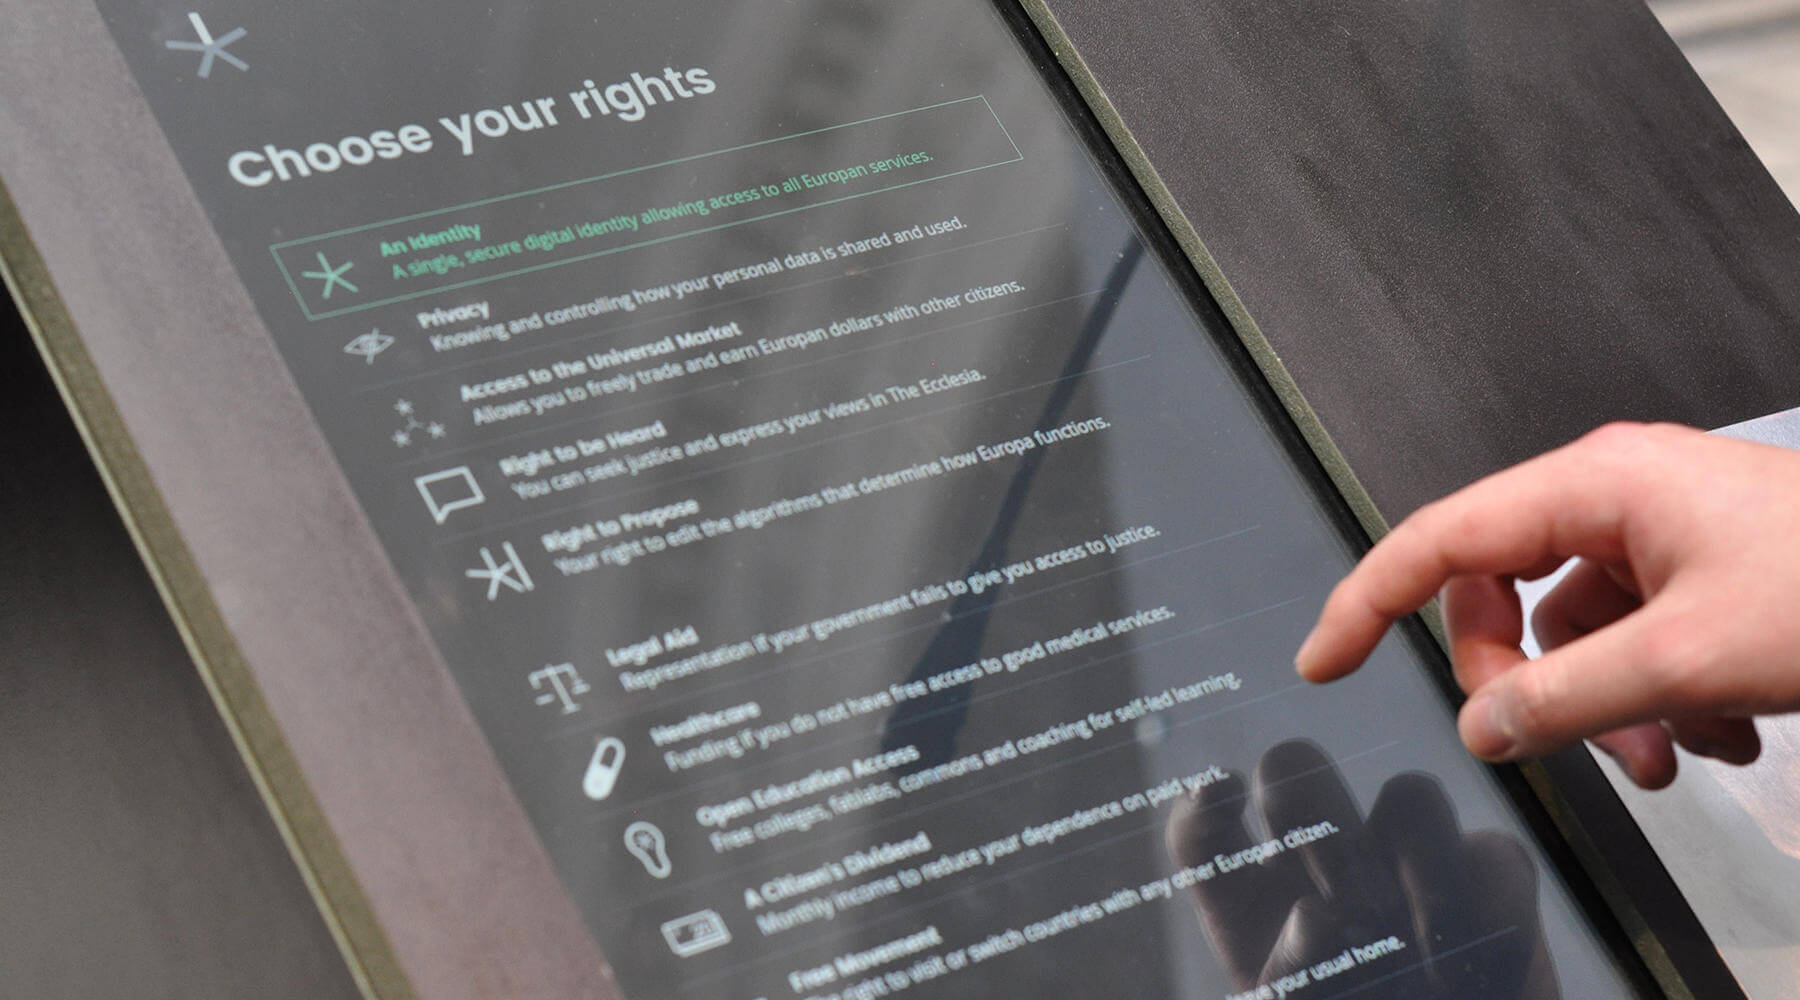 Choose your rights
An Identity
A single, secure digital identity allowing access to all Europan services.
Privacy
Knowing and controlling how your personal data is shared and used.
Access to the Universal Market
Allows you to freely trade and earn Europan dollars with other citizens.
Right to be Heard
You can seek justice and express your views in The Ecclesia.
Right to Propose
Your right to edit the algorithms that determine how Europa functions.
Legal Aid
Representation if your government fails to give you access to justice.
Healthcare
Funding if you do not have free access to good medical services.
Open Education Access
Free colleges, fablabs, commons and coaching for self-led learning.
A Citizen's Dividend
Monthly income to reduce your dependence on paid work.
Free Movement
right to visit or switch countries with any other Europan citizen.
your usual home.